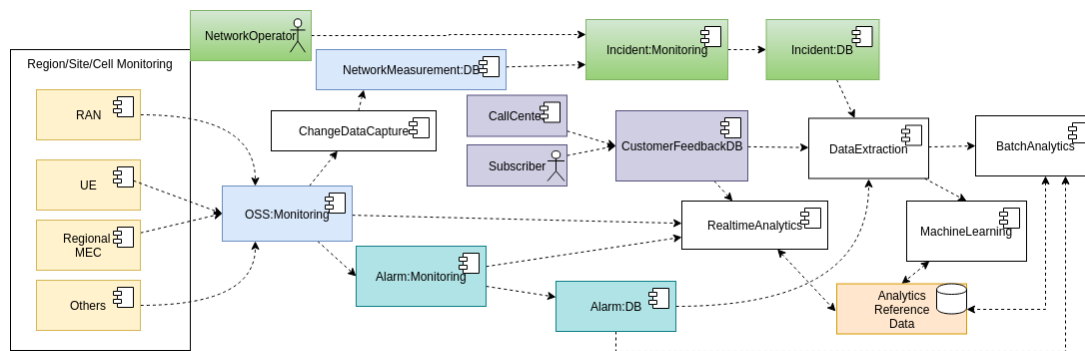 NetworkOperator
Incident:Monitoring
Incident:DB
Region/Site/Cell Monitoring
NetworkMeasurement:DB
RAN
CallCente
ChangeDataCapture
CustomerFeedbackDB
DataExtraction
BatchAnalytics
Subscriber
UE
OSS:Monitoring
RealtimeAnalytics
MachineLearning
Regional
MEC
Alarm:Monitoring
Others
Alarm:DB
Analytics
Reference
Data